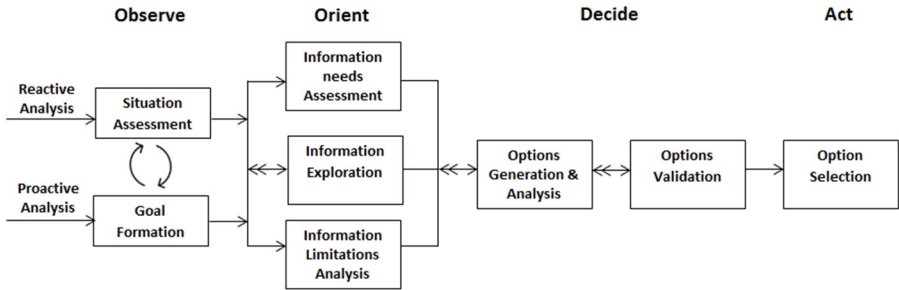 Observe
Orient
Decide
Act
Reactive
Analysis
Situation
Assessment
Proactive
Analysis
Goal
Formation
Information
needs
Assessment
Information
Exploration
Information
Limitations
Analysis
Options
Generation &
Analysis
Options
Validation
Option
Selection